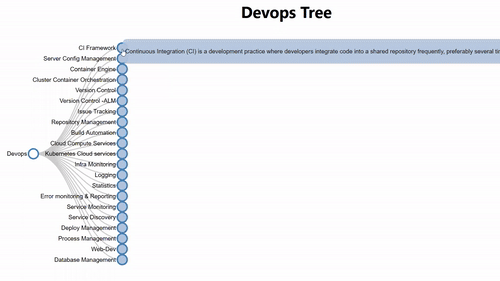 Devops Tree
CI Framework
Continuous Integration (CI) is a development practice where developers integrate code into a shared repository frequently, preferably several
Server Config Management
Container Engine
Cluster Container Orchestration
Version Control
Version Control -ALM
Issue Tracking
Repository Management
Build Automation
Cloud Compute Services
Devops
Kubernetes Cloud services
Infra Monitoring
Logging
Statistics
Error monitoring & Reporting
Service Monitoring
Service Discovery
Deploy Management
Process Management
Web-Dev
Database Management